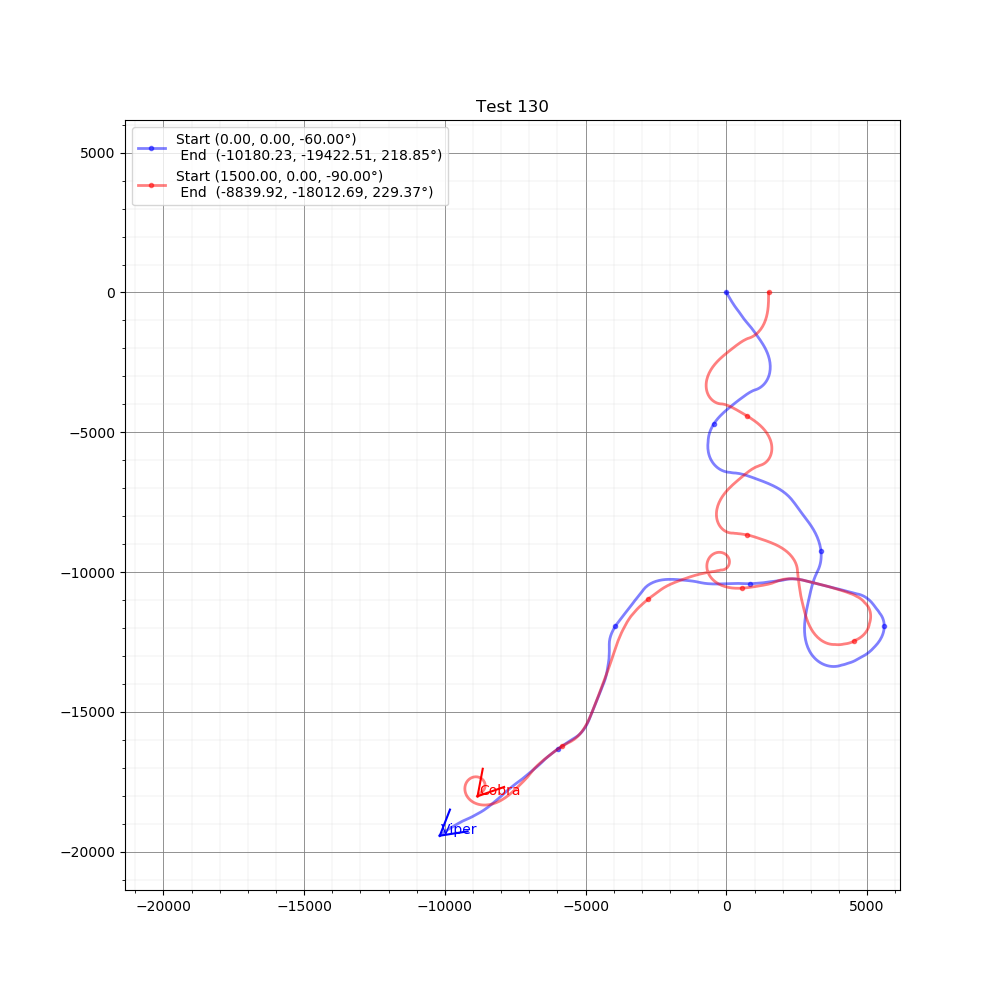 Test 130
Start (0.00, 0.00, -60.00°)
End (-10180.23, -19422.51, 218.85°)
Start (1500.00, 0.00, -90.00°)
End (-8839.92, -18012.69, 229.37°)
5000
0
−5000
−10000
−15000
−20000
Cobra
Viper
−20000 −15000 −10000 −5000 0 5000